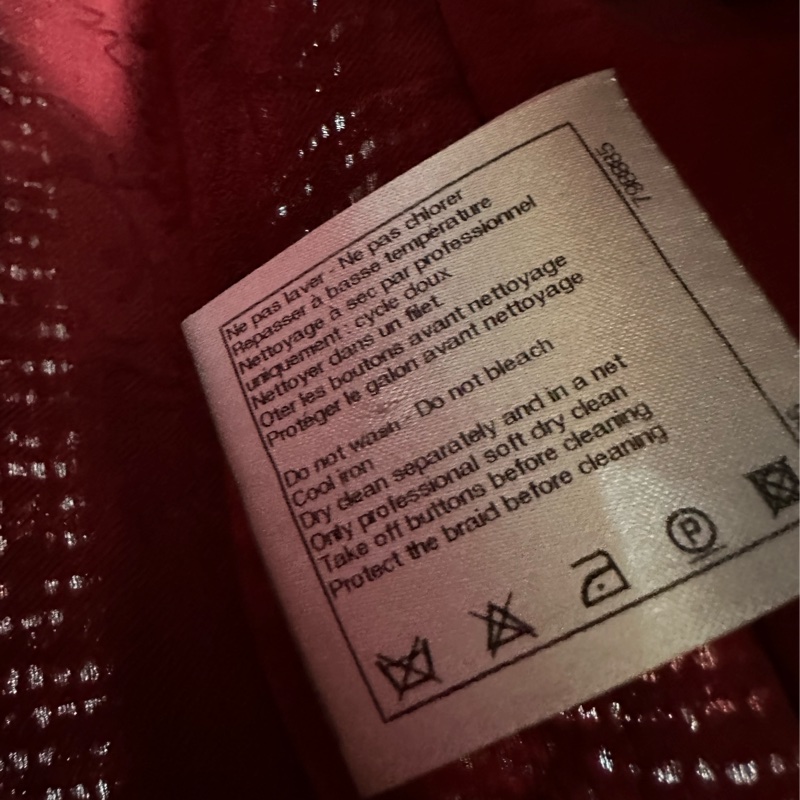 Ne pas laver - Ne pas chlorer
Repasser à basse température
Nettoyage à sec par professionnel
uniquement : cycle doux
Nettoyer dans un filet.
Oter les boutons avant nettoyage
Protéger le galon avant nettoyage
Do not wash - Do not bleach
Cool iron
Dry clean separately and in a net
Only professional soft dry clean
Take off buttons before cleaning
Protect the braid before cleaning
P